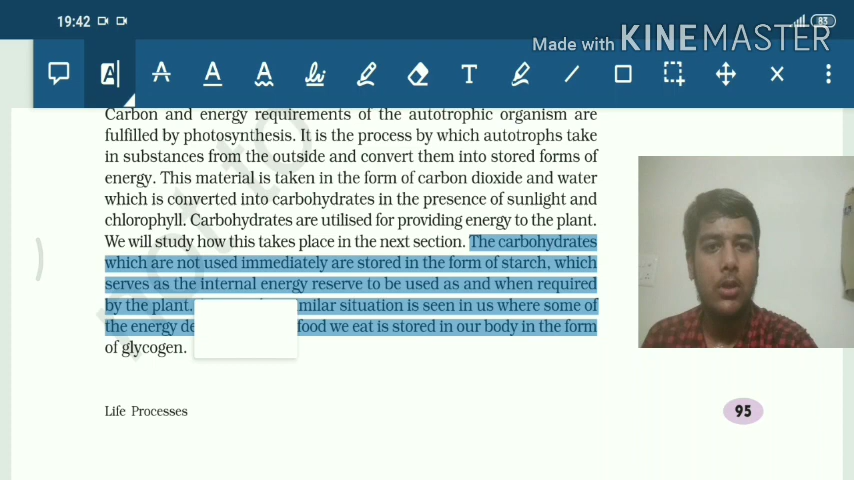 19:42
83
Made with KINEMASTER
Carbon and energy requirements of the autotrophic organism are
fulfilled by photosynthesis. It is the process by which autotrophs take
in substances from the outside and convert them into stored forms of
energy. This material is taken in the form of carbon dioxide and water
which is converted into carbohydrates in the presence of sunlight and
chlorophyll. Carbohydrates are utilised for providing energy to the plant.
We will study how this takes place in the next section. The carbohydrates
which are not used immediately are stored in the form of starch, which
serves as the internal energy reserve to be used as and when required
by the plant. milar situation is seen in us where some of
the energy de food we eat is stored in our body in the form
of glycogen.
Life Processes
95